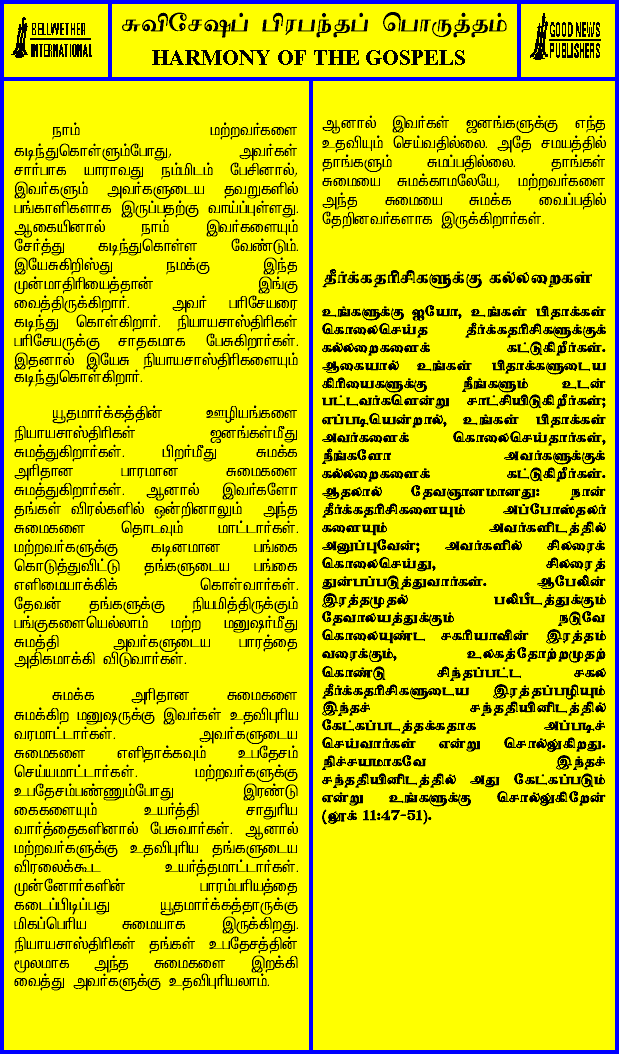 BELLWETHER
INTERNATIONAL
சுவிசேஷப் பிரபந்தப் பொருத்தம்
HARMONY OF THE GOSPELS
GOOD NEWS
PUBLISHERS
நாம் மற்றவர்களை
கடிந்துகொள்ளும்போது, அவர்கள்
சார்பாக யாராவது நம்மிடம் பேசினால்,
இவர்களும் அவர்களுடைய தவறுகளில்
பங்காளிகளாக இருப்பதற்கு வாய்ப்புள்ளது.
ஆகையினால் நாம் இவர்களையும்
சேர்த்து கடிந்துகொள்ள வேண்டும்.
இயேசுகிறிஸ்து நமக்கு இந்த
முன்மாதிரியைத்தான் இங்கு
வைத்திருக்கிறார். அவர் பரிசேயரை
கடிந்து கொள்கிறார். நியாயசாஸ்திரிகள்
பரிசேயருக்கு சாதகமாக பேசுகிறார்கள்.
இதனால் இயேசு நியாயசாஸ்திரிகளையும்
கடிந்துகொள்கிறார்.
யூதமார்க்கத்தின் ஊழியங்களை
நியாயசாஸ்திரிகள் ஜனங்கள்மீது
சுமத்துகிறார்கள். பிறர்மீது சுமக்க
அரிதான பாரமான சுமைகளை
சுமத்துகிறார்கள். ஆனால் இவர்களோ
தங்கள் விரல்களில் ஒன்றினாலும் அந்த
சுமைகளை தொடவும் மாட்டார்கள்.
மற்றவர்களுக்கு கடினமான பங்கை
கொடுத்துவிட்டு தங்களுடைய பங்கை
எளிமையாக்கிக் கொள்வார்கள்.
தேவன் தங்களுக்கு நியமித்திருக்கும்
பங்குகளையெல்லாம் மற்ற மனுஷர்மீது
சுமத்தி அவர்களுடைய பாரத்தை
அதிகமாக்கி விடுவார்கள்.
சுமக்க அரிதான சுமைகளை
சுமக்கிற மனுஷருக்கு இவர்கள் உதவிபுரிய
வரமாட்டார்கள். அவர்களுடைய
சுமைகளை எளிதாக்கவும் உபதேசம்
செய்யமாட்டார்கள். மற்றவர்களுக்கு
உபதேசம்பண்ணும்போது இரண்டு
கைகளையும் உயர்த்தி சாதுரிய
வார்த்தைகளினால் பேசுவார்கள். ஆனால்
மற்றவர்களுக்கு உதவிபுரிய தங்களுடைய
விரலைக்கூட உயர்த்தமாட்டார்கள்.
முன்னோர்களின் பாரம்பரியத்தை
கடைப்பிடிப்பது யூதமார்க்கத்தாருக்கு
மிகப்பெரிய சுமையாக இருக்கிறது.
நியாயசாஸ்திரிகள் தங்கள் உபதேசத்தின்
மூலமாக அந்த சுமைகளை இறக்கி
வைத்து அவர்களுக்கு உதவிபுரியலாம்.
ஆனால் இவர்கள் ஜனங்களுக்கு எந்த
உதவியும் செய்வதில்லை. அதே சமயத்தில்
தாங்களும் சுமப்பதில்லை. தாங்கள்
சுமையை சுமக்காமலேயே, மற்றவர்களை
அந்த சுமையை சுமக்க வைப்பதில்
தேறினவர்களாக இருக்கிறார்கள்.
தீர்க்கதரிசிகளுக்கு கல்லறைகள்
உங்களுக்கு ஐயோ, உங்கள் பிதாக்கள்
கொலைசெய்த தீர்க்கதரிசிகளுக்குக்
கல்லறைகளைக் கட்டுகிறீர்கள்.
ஆகையால் உங்கள் பிதாக்களுடைய
கிரியைகளுக்கு நீங்களும் உடன்
பட்டவர்களென்று சாட்சியிடுகிறீர்கள்;
எப்படியென்றால், உங்கள் பிதாக்கள்
அவர்களைக் கொலைசெய்தார்கள்,
நீங்களோ அவர்களுக்குக்
கல்லறைகளைக் கட்டுகிறீர்கள்.
ஆதலால் தேவஞானமானது: நான்
தீர்க்கதரிசிகளையும் அப்போஸ்தலர்
களையும் அவர்களிடத்தில்
அனுப்புவேன்; அவர்களில் சிலரைக்
கொலைசெய்து, சிலரைத்
துன்பப்படுத்துவார்கள். ஆபேலின்
இரத்தமுதல் பலிபீடத்துக்கும்
தேவாலயத்துக்கும் நடுவே
கொலையுண்ட சகரியாவின் இரத்தம்
வரைக்கும், உலகத்தோற்றமுதற்
கொண்டு சிந்தப்பட்ட சகல
தீர்க்கதரிசிகளுடைய இரத்தப்பழியும்
இந்தச் சந்ததியினிடத்தில்
கேட்கப்படத்தக்கதாக அப்படிச்
செய்வார்கள் என்று சொல்லுகிறது.
நிச்சயமாகவே இந்தச்
சந்ததியினிடத்தில் அது கேட்கப்படும்
என்று உங்களுக்கு சொல்லுகிறேன்
(லூக் 11:47-51).